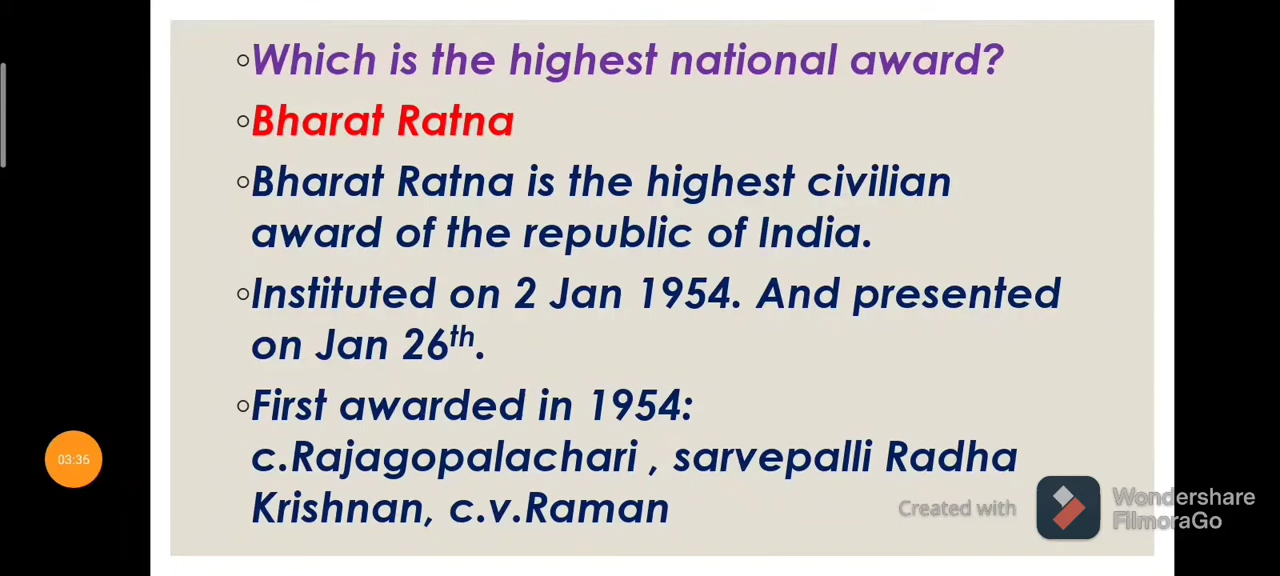 Which is the highest national award?
Bharat Ratna
Bharat Ratna is the highest civilian
award of the republic of India.
Instituted on 2 Jan 1954. And presented
on Jan 26th.
First awarded in 1954:
c.Rajagopalachari , sarvepalli Radha
Krishnan, c.v.Raman
03:36
Created with
Wondershare
FilmoraGo